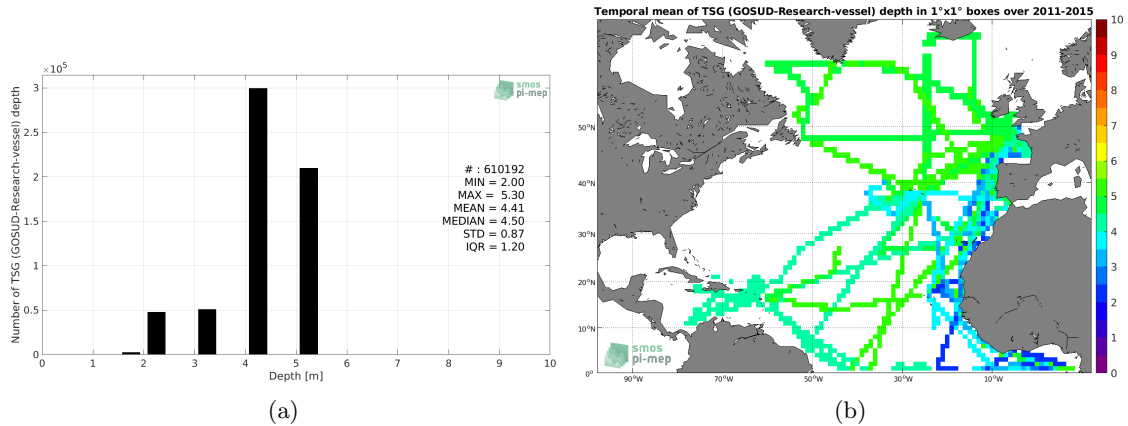 Temporal mean of TSG (GOSUD-Research-vessel) depth in 1°x1° boxes over 2011-2015
×10⁵
3
2.5
2
1.5
1
0.5
0
Number of TSG (GOSUD-Research-vessel) depth
smos
pi-mep
# : 610192
MIN = 2.00
MAX = 5.30
MEAN = 4.41
MEDIAN = 4.50
STD = 0.87
IQR = 1.20
0 1 2 3 4 5 6 7 8 9 10
Depth [m]
(a)
50°N
40°N
30°N
20°N
10°N
0°
90°W 70°W 50°W 30°W 10°W
smos
pi-mep
10
9
8
7
6
5
4
3
2
1
0
(b)